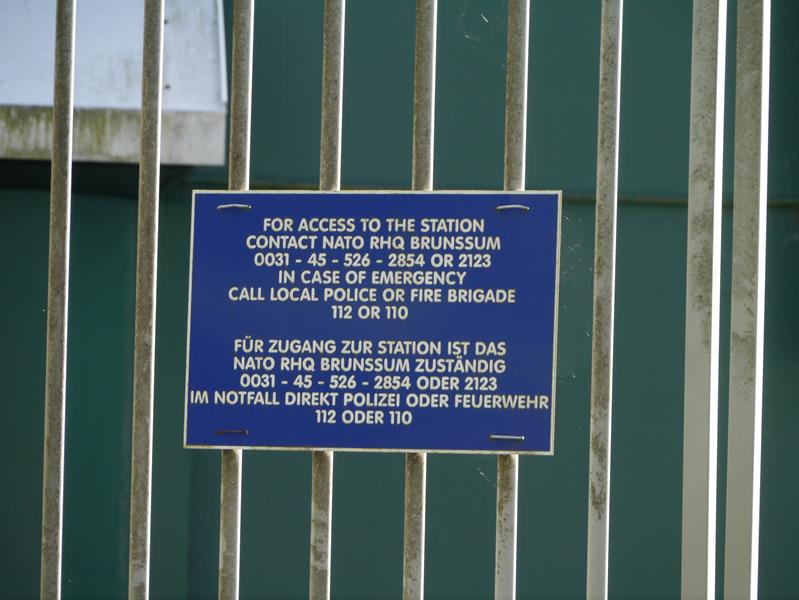 FOR ACCESS TO THE STATION
CONTACT NATO RHQ BRUNSSUM
0031 - 45 - 526 - 2854 OR 2123
IN CASE OF EMERGENCY
CALL LOCAL POLICE OR FIRE BRIGADE
112 OR 110
FÜR ZUGANG ZUR STATION IST DAS
NATO RHQ BRUNSSUM ZUSTÄNDIG
0031 - 45 - 526 - 2854 ODER 2123
IM NOTFALL DIREKT POLIZEI ODER FEUERWEHR
112 ODER 110